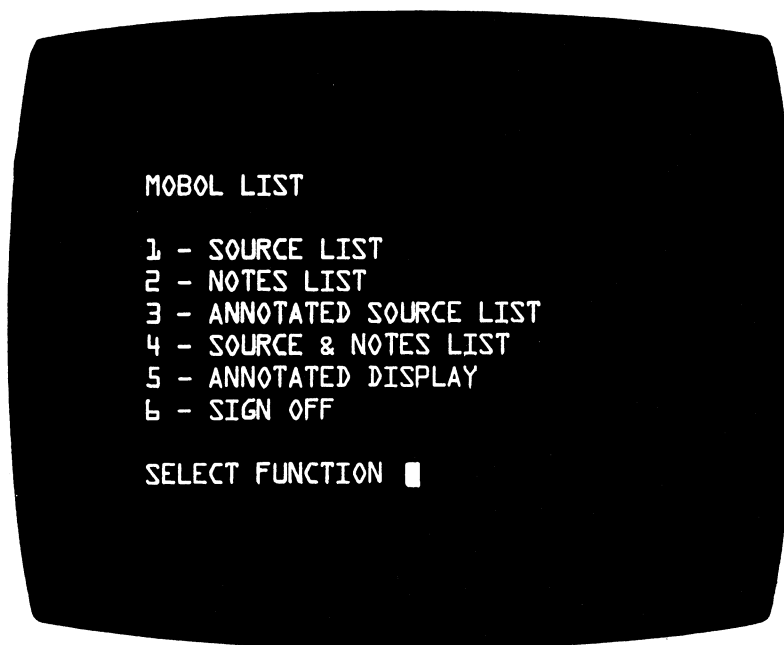 MOBOL LIST
1 - SOURCE LIST
2 - NOTES LIST
3 - ANNOTATED SOURCE LIST
4 - SOURCE & NOTES LIST
5 - ANNOTATED DISPLAY
6 - SIGN OFF
SELECT FUNCTION